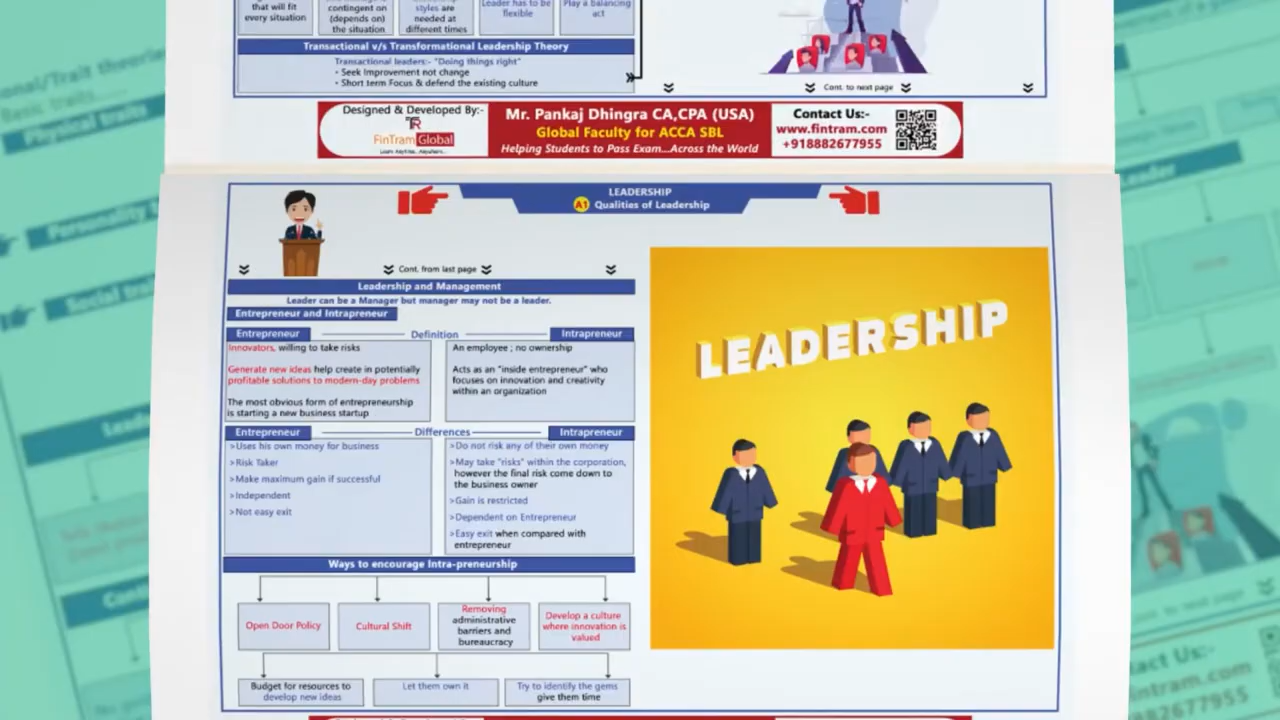 that will fit
every situation
contingent on
(depends on)
the situation
styles are
needed at
different times
Leader has to be
flexible
Play a balancing
act
Transactional v/s Transformational Leadership Theory
Transactional leaders:- "Doing things right"
• Seek Improvement not change
• Short term Focus & defend the existing culture
Cont. to next page
Designed & Developed By:-
FinTram Global
Learn Anytime...Anywhere...
Mr. Pankaj Dhingra CA,CPA (USA)
Global Faculty for ACCA SBL
Helping Students to Pass Exam...Across the World
Contact Us:-
www.fintram.com
+918882677955
LEADERSHIP
A1 Qualities of Leadership
Cont. from last page
Leadership and Management
Leader can be a Manager but manager may not be a leader.
Entrepreneur and Intrapreneur
Entrepreneur
Definition
Intrapreneur
Innovators, willing to take risks
Generate new ideas help create in potentially
profitable solutions to modern-day problems
The most obvious form of entrepreneurship
is starting a new business startup
An employee ; no ownership
Acts as an "inside entrepreneur" who
focuses on innovation and creativity
within an organization
Entrepreneur
Differences
Intrapreneur
>Uses his own money for business
>Risk Taker
>Make maximum gain if successful
>Independent
>Not easy exit
>Do not risk any of their own money
>May take "risks" within the corporation,
however the final risk come down to
the business owner
>Gain is restricted
>Dependent on Entrepreneur
>Easy exit when compared with
entrepreneur
Ways to encourage Intra-preneurship
Open Door Policy
Cultural Shift
Removing
administrative
barriers and
bureaucracy
Develop a culture
where innovation is
valued
Budget for resources to
develop new ideas
Let them own it
Try to identify the gems
give them time
LEADERSHIP